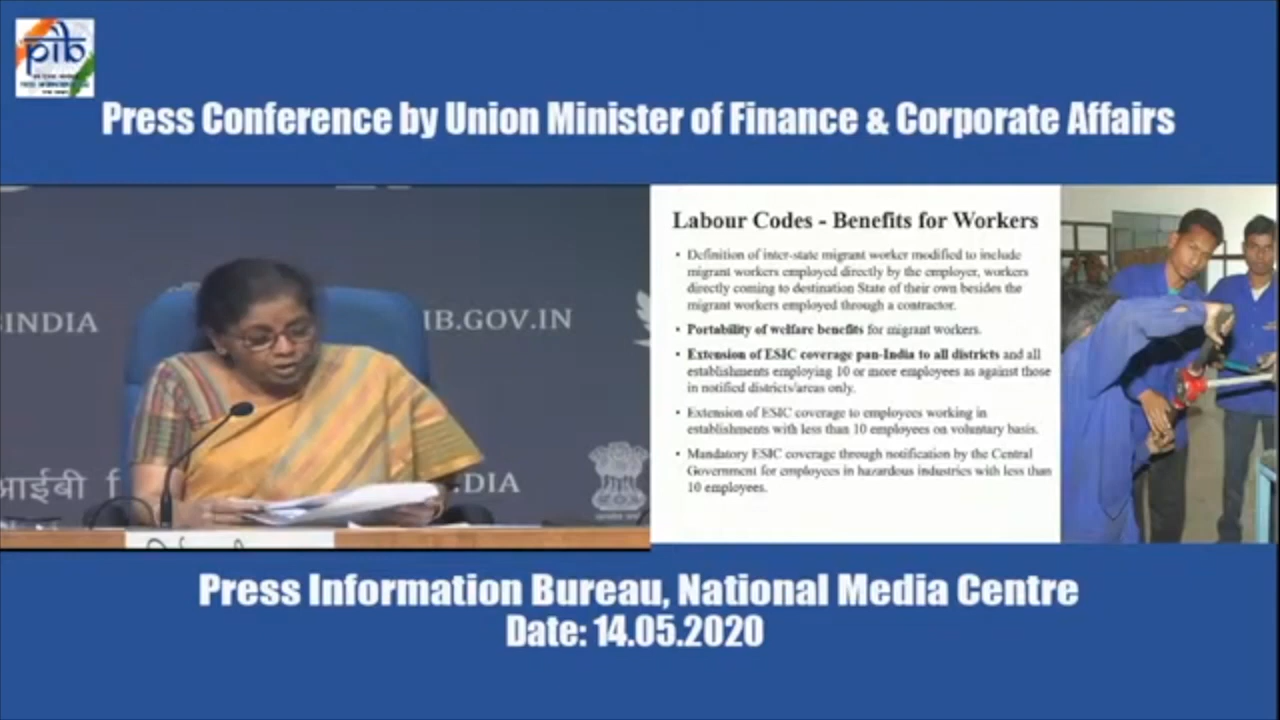 pib
Press Conference by Union Minister of Finance & Corporate Affairs
INDIA
IB.GOV.IN
आईबी
.DIA
Labour Codes - Benefits for Workers
• Definition of inter-state migrant worker modified to include
migrant workers employed directly by the employer, workers
directly coming to destination State of their own besides the
migrant workers employed through a contractor.
• Portability of welfare benefits for migrant workers.
• Extension of ESIC coverage pan-India to all districts and all
establishments employing 10 or more employees as against those
in notified districts/areas only.
• Extension of ESIC coverage to employees working in
establishments with less than 10 employees on voluntary basis.
• Mandatory ESIC coverage through notification by the Central
Government for employees in hazardous industries with less than
10 employees.
Press Information Bureau, National Media Centre
Date: 14.05.2020